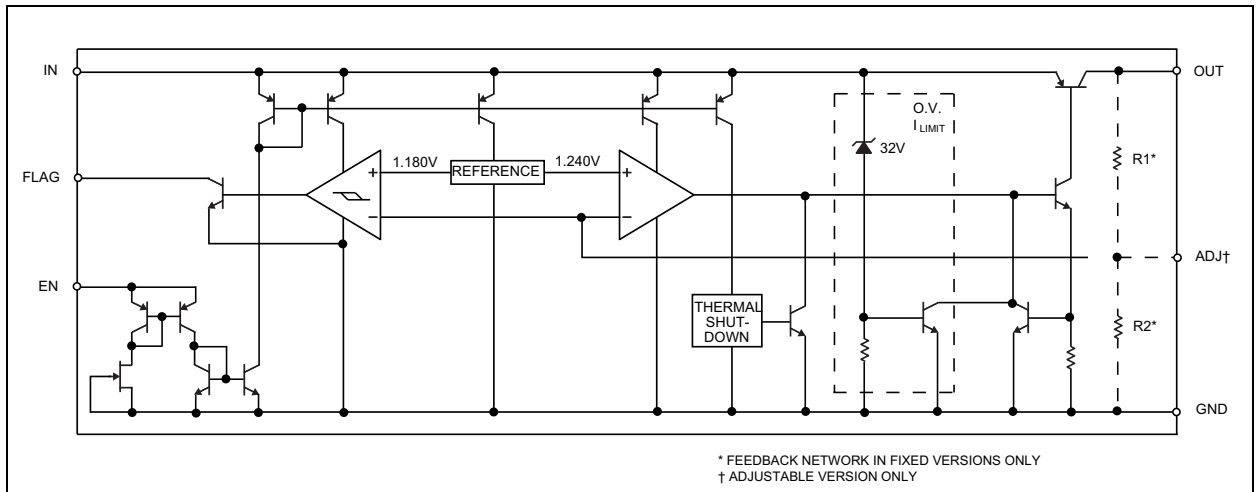 IN
OUT
O.V.
I LIMIT
32V
R1*
1.180V
REFERENCE
1.240V
+
+
FLAG
−
−
ADJ†
EN
THERMAL
SHUT-
DOWN
R2*
GND
* FEEDBACK NETWORK IN FIXED VERSIONS ONLY
† ADJUSTABLE VERSION ONLY